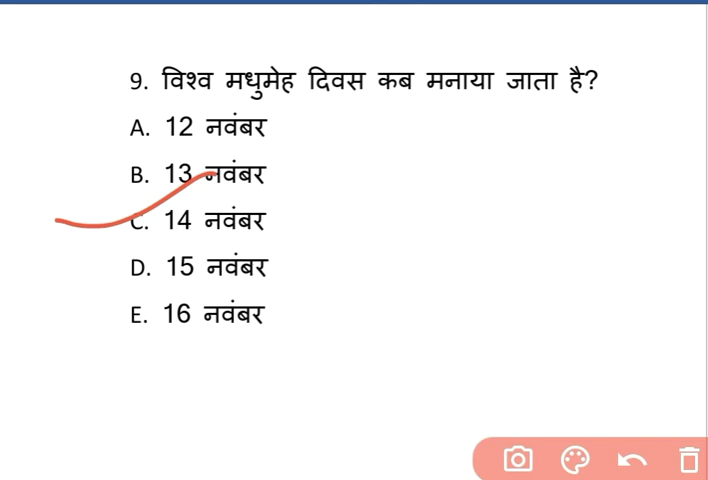 9. विश्व मधुमेह दिवस कब मनाया जाता है?
A. 12 नवंबर
B. 13 नवंबर
C. 14 नवंबर
D. 15 नवंबर
E. 16 नवंबर